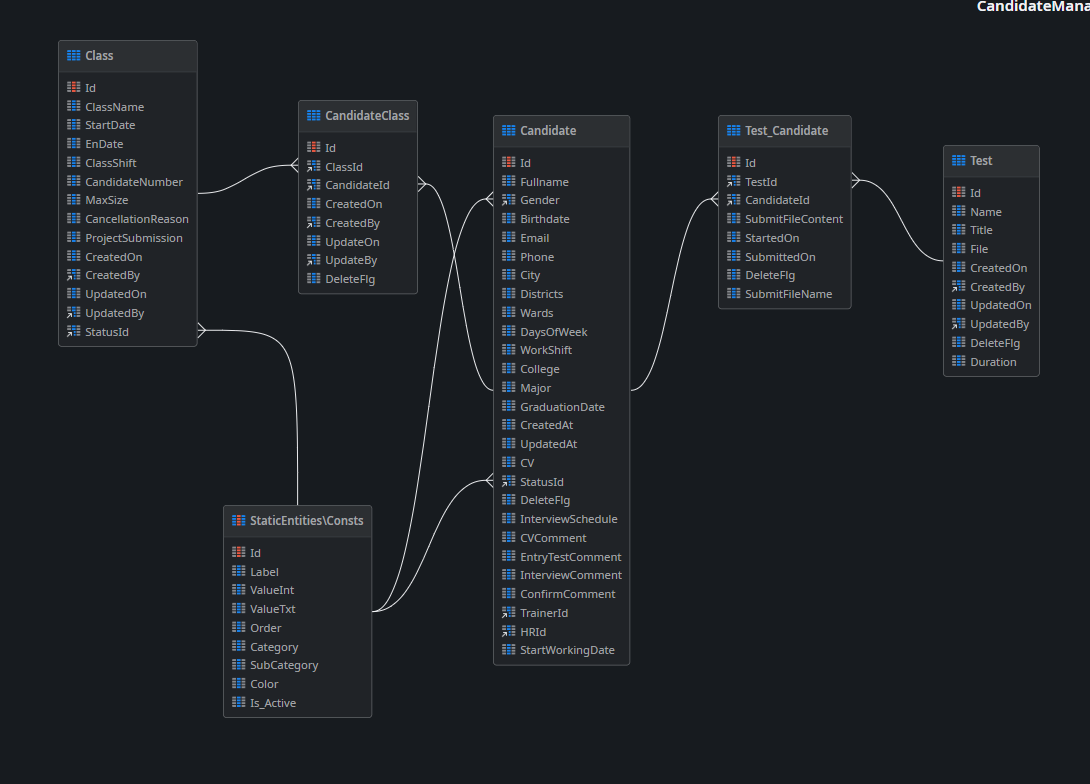 CandidateMana
Class
Id
ClassName
StartDate
EnDate
ClassShift
CandidateNumber
MaxSize
CancellationReason
ProjectSubmission
CreatedOn
CreatedBy
UpdatedOn
UpdatedBy
StatusId
CandidateClass
Id
ClassId
CandidateId
CreatedOn
CreatedBy
UpdateOn
UpdateBy
DeleteFlg
Candidate
Id
Fullname
Gender
Birthdate
Email
Phone
City
Districts
Wards
DaysOfWeek
WorkShift
College
Major
GraduationDate
CreatedAt
UpdatedAt
CV
StatusId
DeleteFlg
InterviewSchedule
CVComment
EntryTestComment
InterviewComment
ConfirmComment
TrainerId
HRId
StartWorkingDate
Test_Candidate
Id
TestId
CandidateId
SubmitFileContent
StartedOn
SubmittedOn
DeleteFlg
SubmitFileName
Test
Id
Name
Title
File
CreatedOn
CreatedBy
UpdatedOn
UpdatedBy
DeleteFlg
Duration
StaticEntities\Consts
Id
Label
ValueInt
ValueTxt
Order
Category
SubCategory
Color
Is_Active